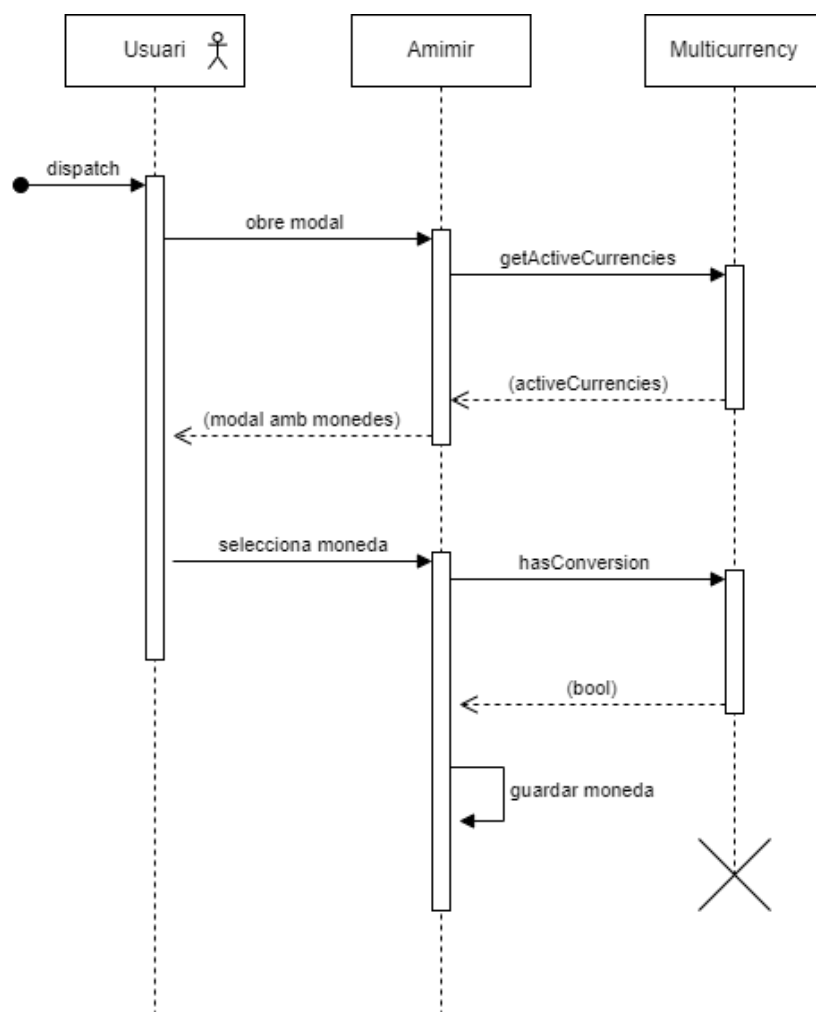 Usuari
Amimir
Multicurrency
dispatch
obre modal
getActiveCurrencies
(activeCurrencies)
(modal amb monedes)
selecciona moneda
hasConversion
(bool)
guardar moneda